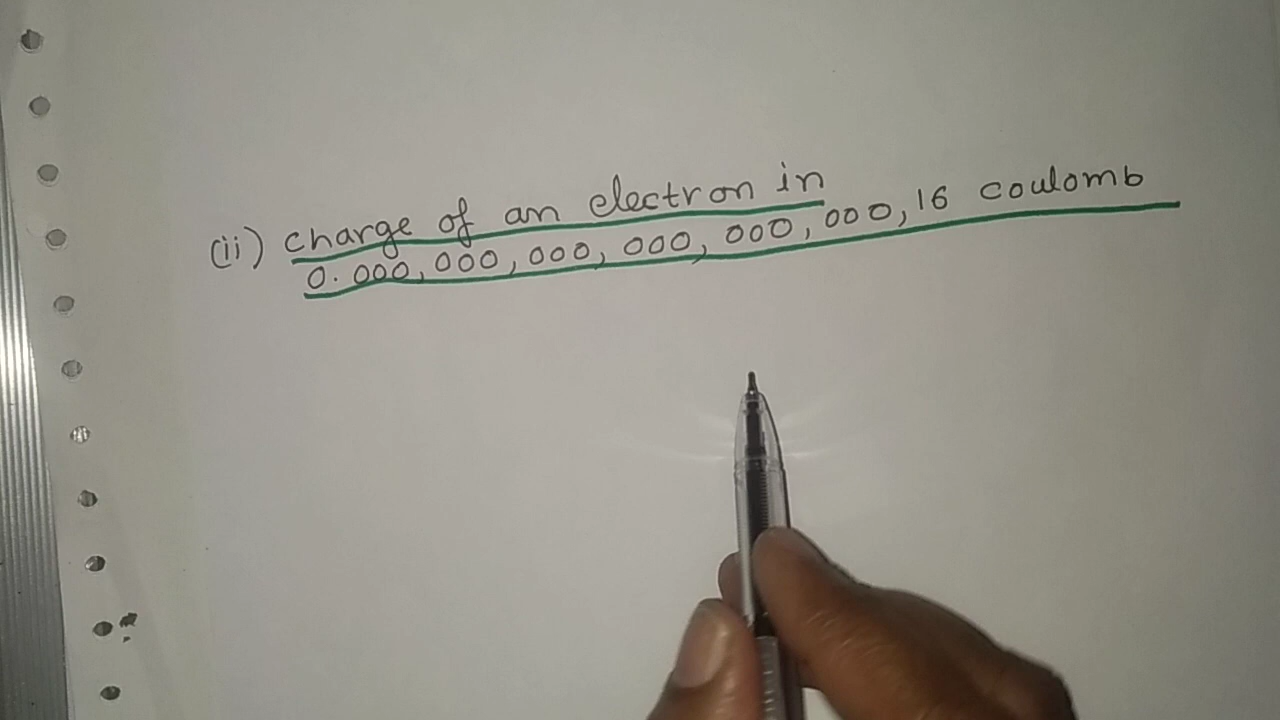 (ii) charge of an electron in
0.000,000,000,000,000,000,16 coulomb